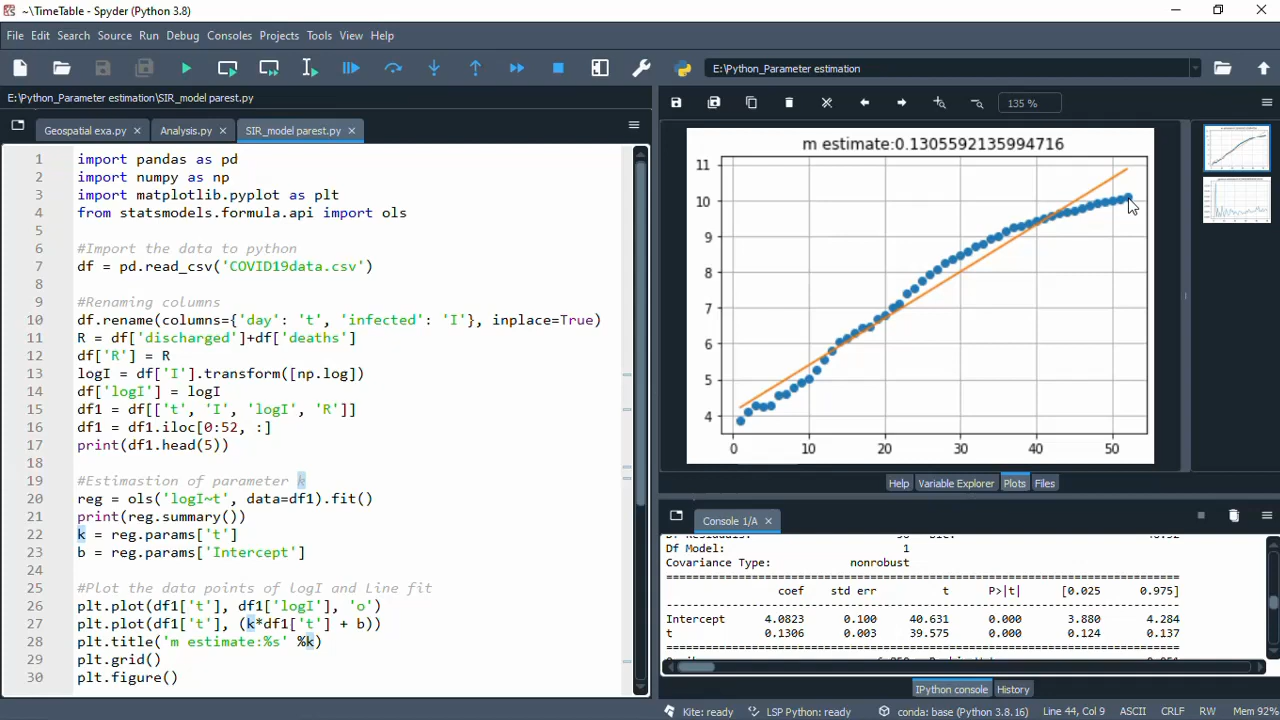 ~\TimeTable - Spyder (Python 3.8)
File Edit Search Source Run Debug Consoles Projects Tools View Help
E:\Python_Parameter estimation
E:\Python_Parameter estimation\SIR_model parest.py
135 %
Geospatial exa.py
Analysis.py
SIR_model parest.py
1 import pandas as pd
2 import numpy as np
3 import matplotlib.pyplot as plt
4 from statsmodels.formula.api import ols
5
6 #Import the data to python
7 df = pd.read_csv('COVID19data.csv')
8
9 #Renaming columns
10 df.rename(columns={'day': 't', 'infected': 'I'}, inplace=True)
11 R = df['discharged']+df['deaths']
12 df['R'] = R
13 logI = df['I'].transform([np.log])
14 df['logI'] = logI
15 df1 = df[['t', 'I', 'logI', 'R']]
16 df1 = df1.iloc[0:52, :]
17 print(df1.head(5))
18
19 #Estimastion of parameter k
20 reg = ols('logI~t', data=df1).fit()
21 print(reg.summary())
22 k = reg.params['t']
23 b = reg.params['Intercept']
24
25 #Plot the data points of logI and Line fit
26 plt.plot(df1['t'], df1['logI'], 'o')
27 plt.plot(df1['t'], (k*df1['t'] + b))
28 plt.title('m estimate:%s' %k)
29 plt.grid()
30 plt.figure()
m estimate:0.1305592135994716
11
10
9
8
7
6
5
4
0 10 20 30 40 50
Help Variable Explorer Plots Files
Console 1/A
Df Model: 1
Covariance Type: nonrobust
coef std err t P>|t| [0.025 0.975]
Intercept 4.0823 0.100 40.631 0.000 3.880 4.284
t 0.1306 0.003 39.575 0.000 0.124 0.137
IPython console History
Kite: ready LSP Python: ready conda: base (Python 3.8.16) Line 44, Col 9 ASCII CRLF RW Mem 92%